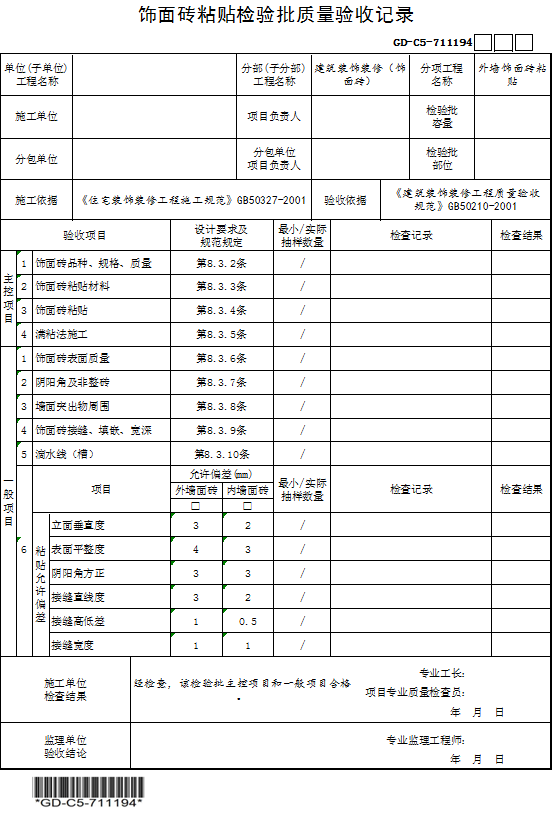 饰面砖粘贴检验批质量验收记录
GD-C5-711194□□□
单位(子单位)
工程名称
分部(子分部)
工程名称
建筑装饰装修（饰
面砖）
分项工程
名称
外墙饰面砖粘
贴
施工单位
项目负责人
检验批
容量
分包单位
分包单位
项目负责人
检验批
部位
施工依据
《住宅装饰装修工程施工规范》GB50327-2001
验收依据
《建筑装饰装修工程质量验收
规范》GB50210-2001
验收项目
设计要求及
规范规定
最小/实际
抽样数量
检查记录
检查结果
主控项目
1 饰面砖品种、规格、质量 第8.3.2条 /
2 饰面砖粘贴材料 第8.3.3条 /
3 饰面砖粘贴 第8.3.4条 /
4 满粘法施工 第8.3.5条 /
一般项目
1 饰面砖表面质量 第8.3.6条 /
2 阴阳角及非整砖 第8.3.7条 /
3 墙面突出物周围 第8.3.8条 /
4 饰面砖接缝、填嵌、宽深 第8.3.9条 /
5 滴水线（槽） 第8.3.10条 /
6
粘贴允许偏差
项目
允许偏差(mm)
外墙面砖 内墙面砖
□ □
最小/实际
抽样数量
检查记录
检查结果
立面垂直度 3 2 /
表面平整度 4 3 /
阴阳角方正 3 3 /
接缝直线度 3 2 /
接缝高低差 1 0.5 /
接缝宽度 1 1 /
施工单位
检查结果
经检查，该检验批主控项目和一般项目合格
。
专业工长：
项目专业质量检查员：
年 月 日
监理单位
验收结论
专业监理工程师：
年 月 日
*GD-C5-711194*